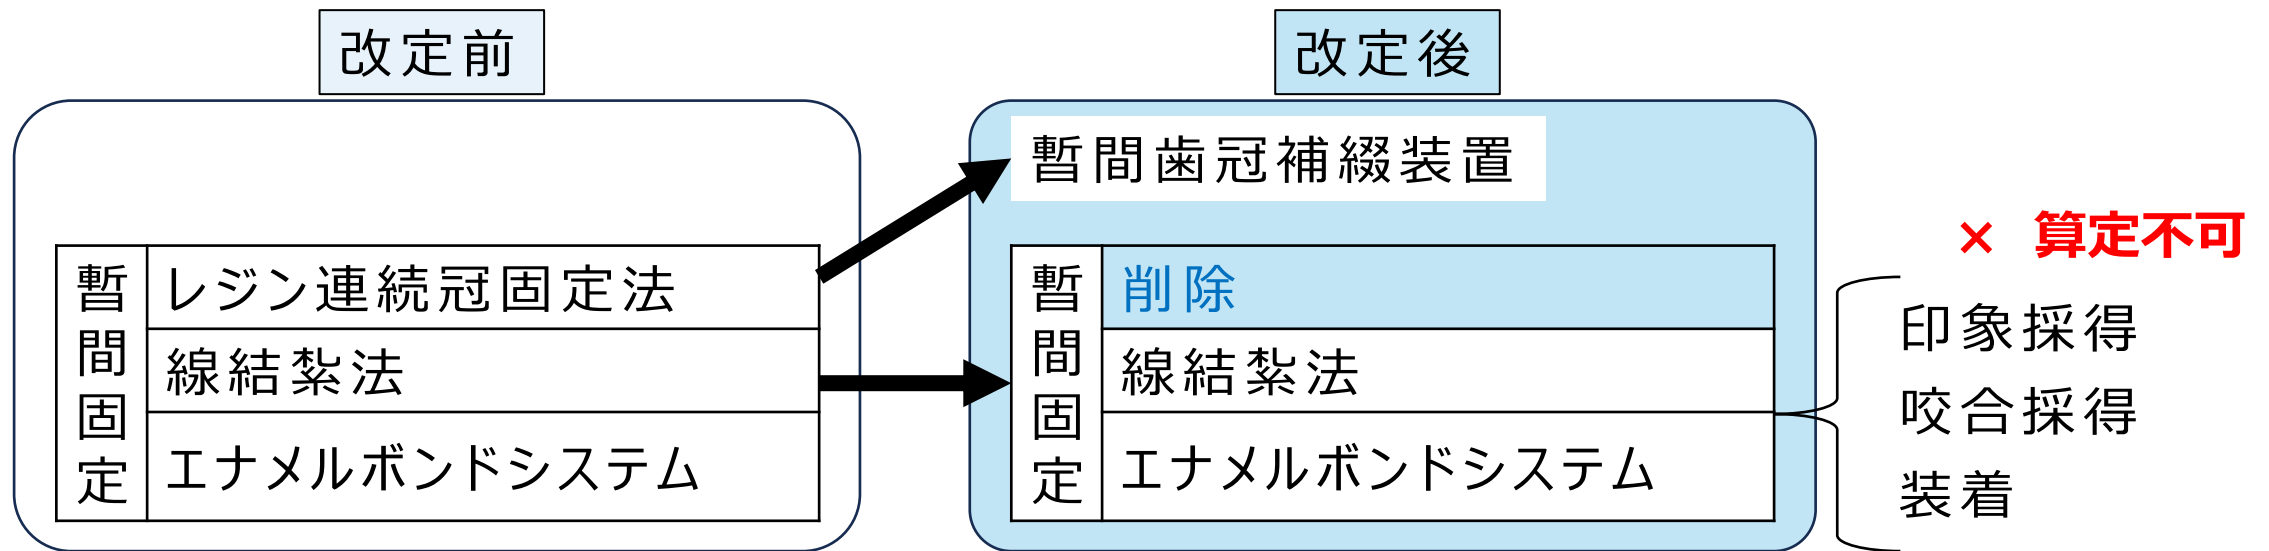 改定前
暫間固定
レジン連続冠固定法
線結紮法
エナメルボンドシステム
改定後
暫間歯冠補綴装置
暫間固定
削除
線結紮法
エナメルボンドシステム
× 算定不可
印象採得
咬合採得
装着